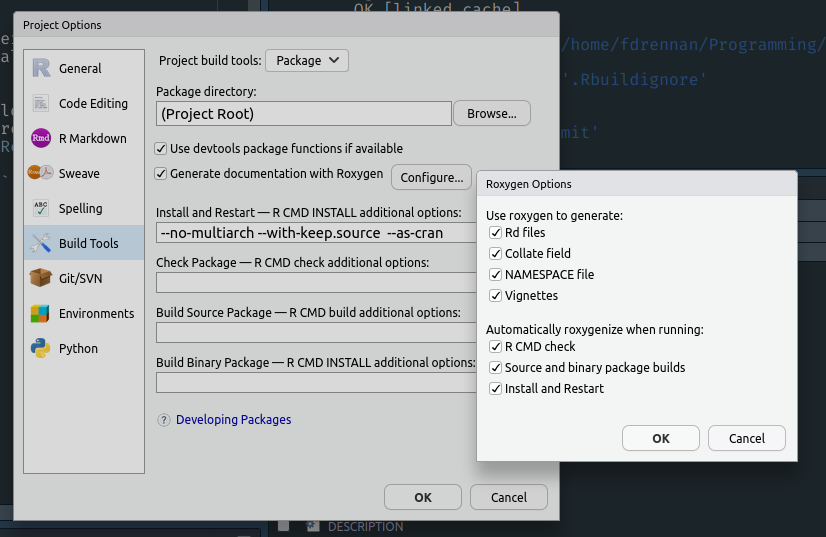 OK [linked cache]
/home/fdrennan/Programming/
'.Rbuildignore'
mit'
Project Options
General
Code Editing
R Markdown
Sweave
Spelling
Build Tools
Git/SVN
Environments
Python
Project build tools: Package
Package directory:
(Project Root)
Browse...
Use devtools package functions if available
Generate documentation with Roxygen
Configure...
Install and Restart — R CMD INSTALL additional options:
--no-multiarch --with-keep.source --as-cran
Check Package — R CMD check additional options:
Build Source Package — R CMD build additional options:
Build Binary Package — R CMD INSTALL additional options:
? Developing Packages
OK
Cancel
Roxygen Options
Use roxygen to generate:
Rd files
Collate field
NAMESPACE file
Vignettes
Automatically roxygenize when running:
R CMD check
Source and binary package builds
Install and Restart
OK
Cancel
DESCRIPTION